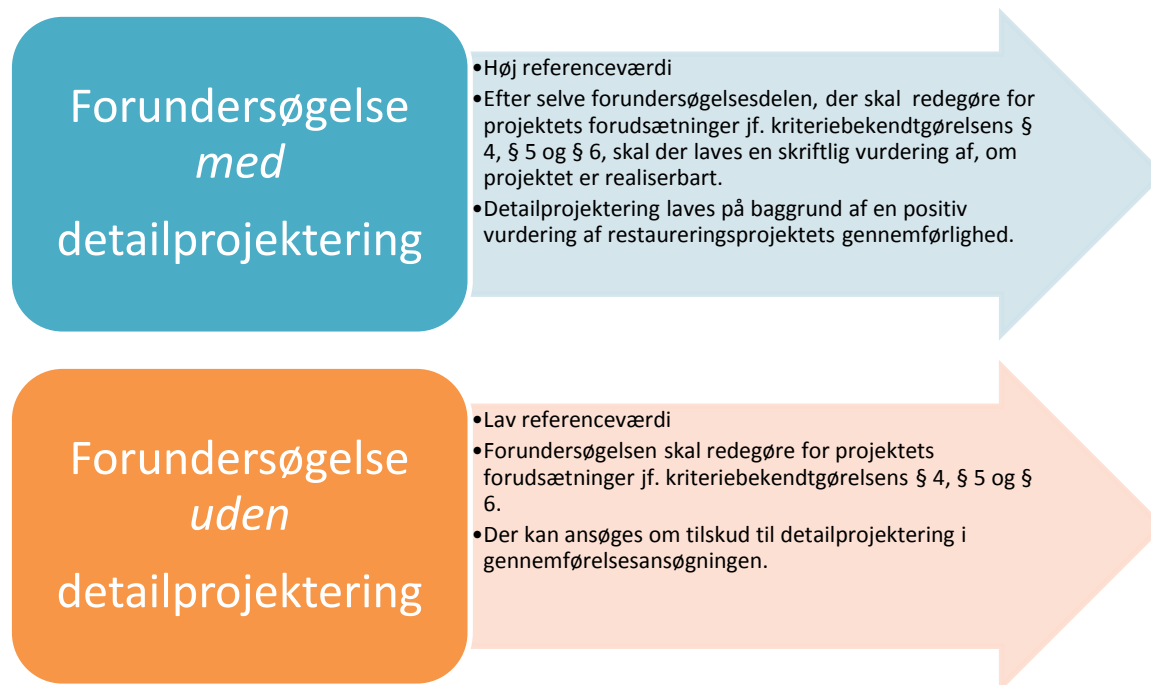 Forundersøgelse
med
detailprojektering
•Høj referenceværdi
•Efter selve forundersøgelsesdelen, der skal redegøre for
projektets forudsætninger jf. kriteriebekendtgørelsens §
4, § 5 og § 6, skal der laves en skriftlig vurdering af, om
projektet er realiserbart.
•Detailprojektering laves på baggrund af en positiv
vurdering af restaureringsprojektets gennemførlighed.
Forundersøgelse
uden
detailprojektering
•Lav referenceværdi
•Forundersøgelsen skal redegøre for projektets
forudsætninger jf. kriteriebekendtgørelsens § 4, § 5 og §
6.
•Der kan ansøges om tilskud til detailprojektering i
gennemførelsesansøgningen.